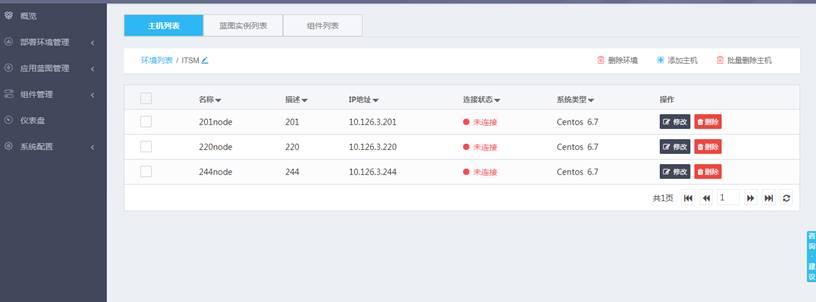 概览
部署环境管理
应用蓝图管理
组件管理
仪表盘
系统配置
主机列表 蓝图实例列表 组件列表
环境列表 / ITSM 删除环境 添加主机 批量删除主机
名称 描述 IP地址 连接状态 系统类型 操作
201node 201 10.126.3.201 未连接 Centos 6.7 修改 删除
220node 220 10.126.3.220 未连接 Centos 6.7 修改 删除
244node 244 10.126.3.244 未连接 Centos 6.7 修改 删除
共1页 1
咨询·建议